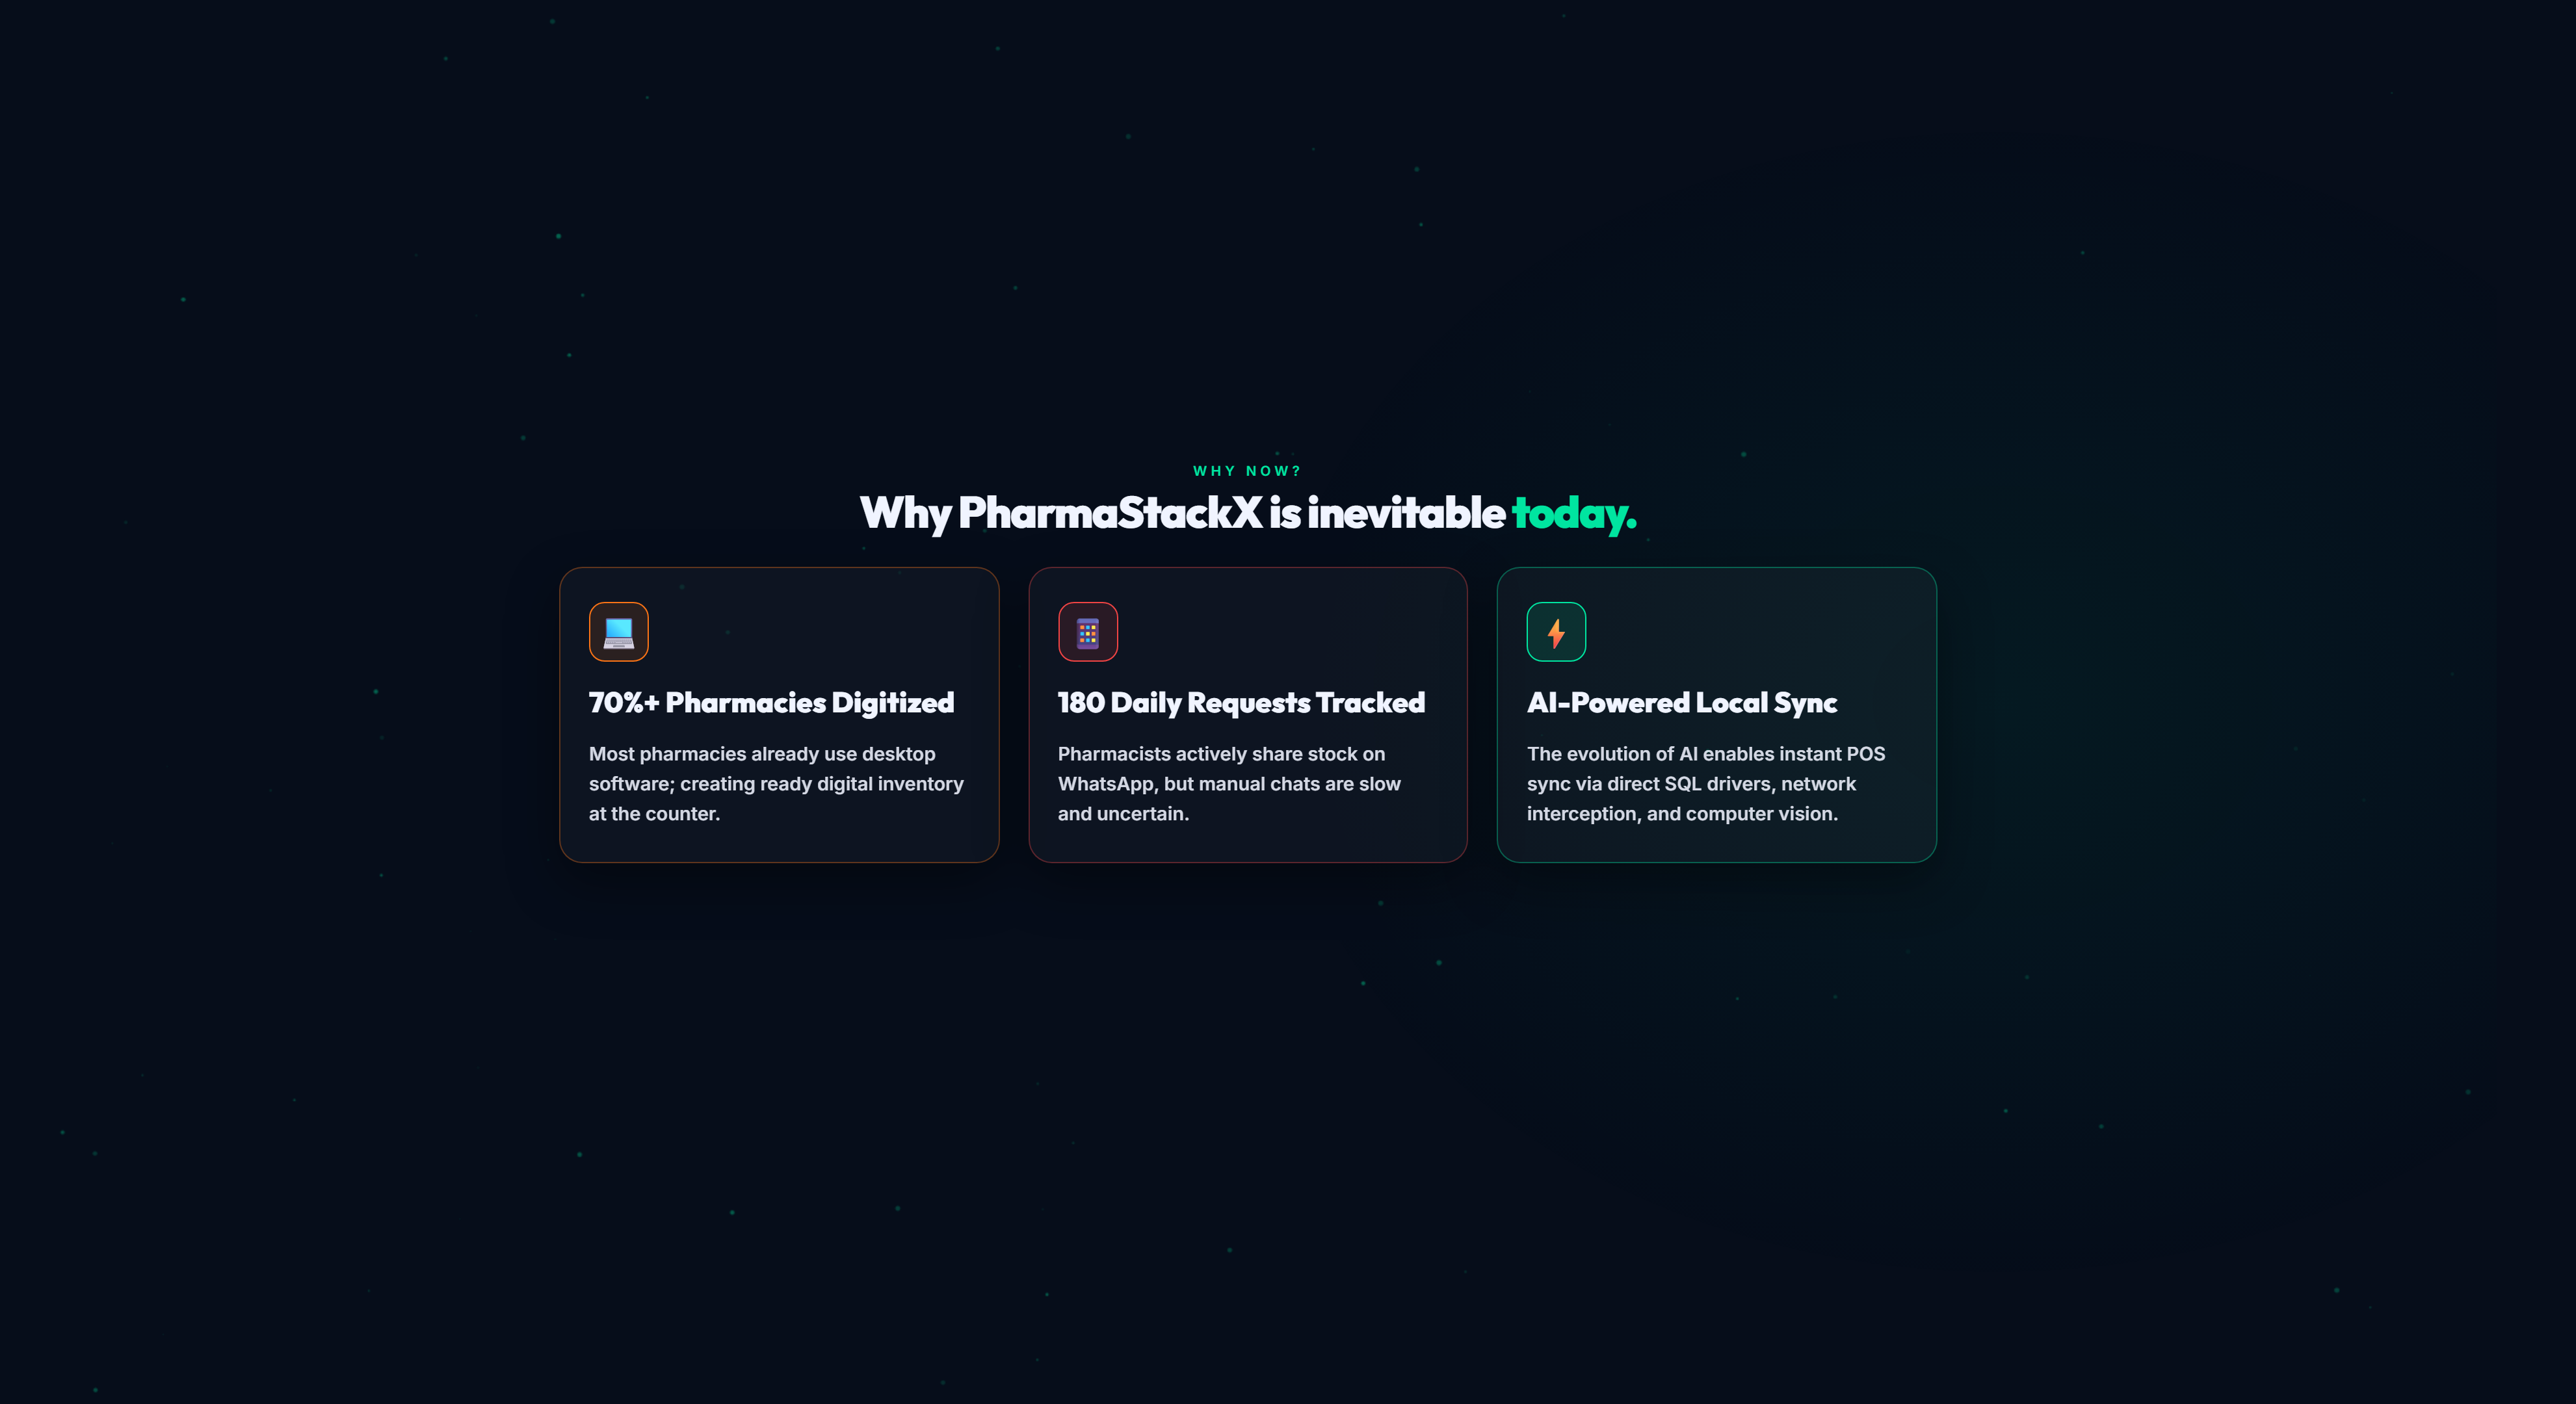 WHY NOW?
Why PharmaStackX is inevitable today.
70%+ Pharmacies Digitized
Most pharmacies already use desktop
software; creating ready digital inventory
at the counter.
180 Daily Requests Tracked
Pharmacists actively share stock on
WhatsApp, but manual chats are slow
and uncertain.
AI-Powered Local Sync
The evolution of AI enables instant POS
sync via direct SQL drivers, network
interception, and computer vision.